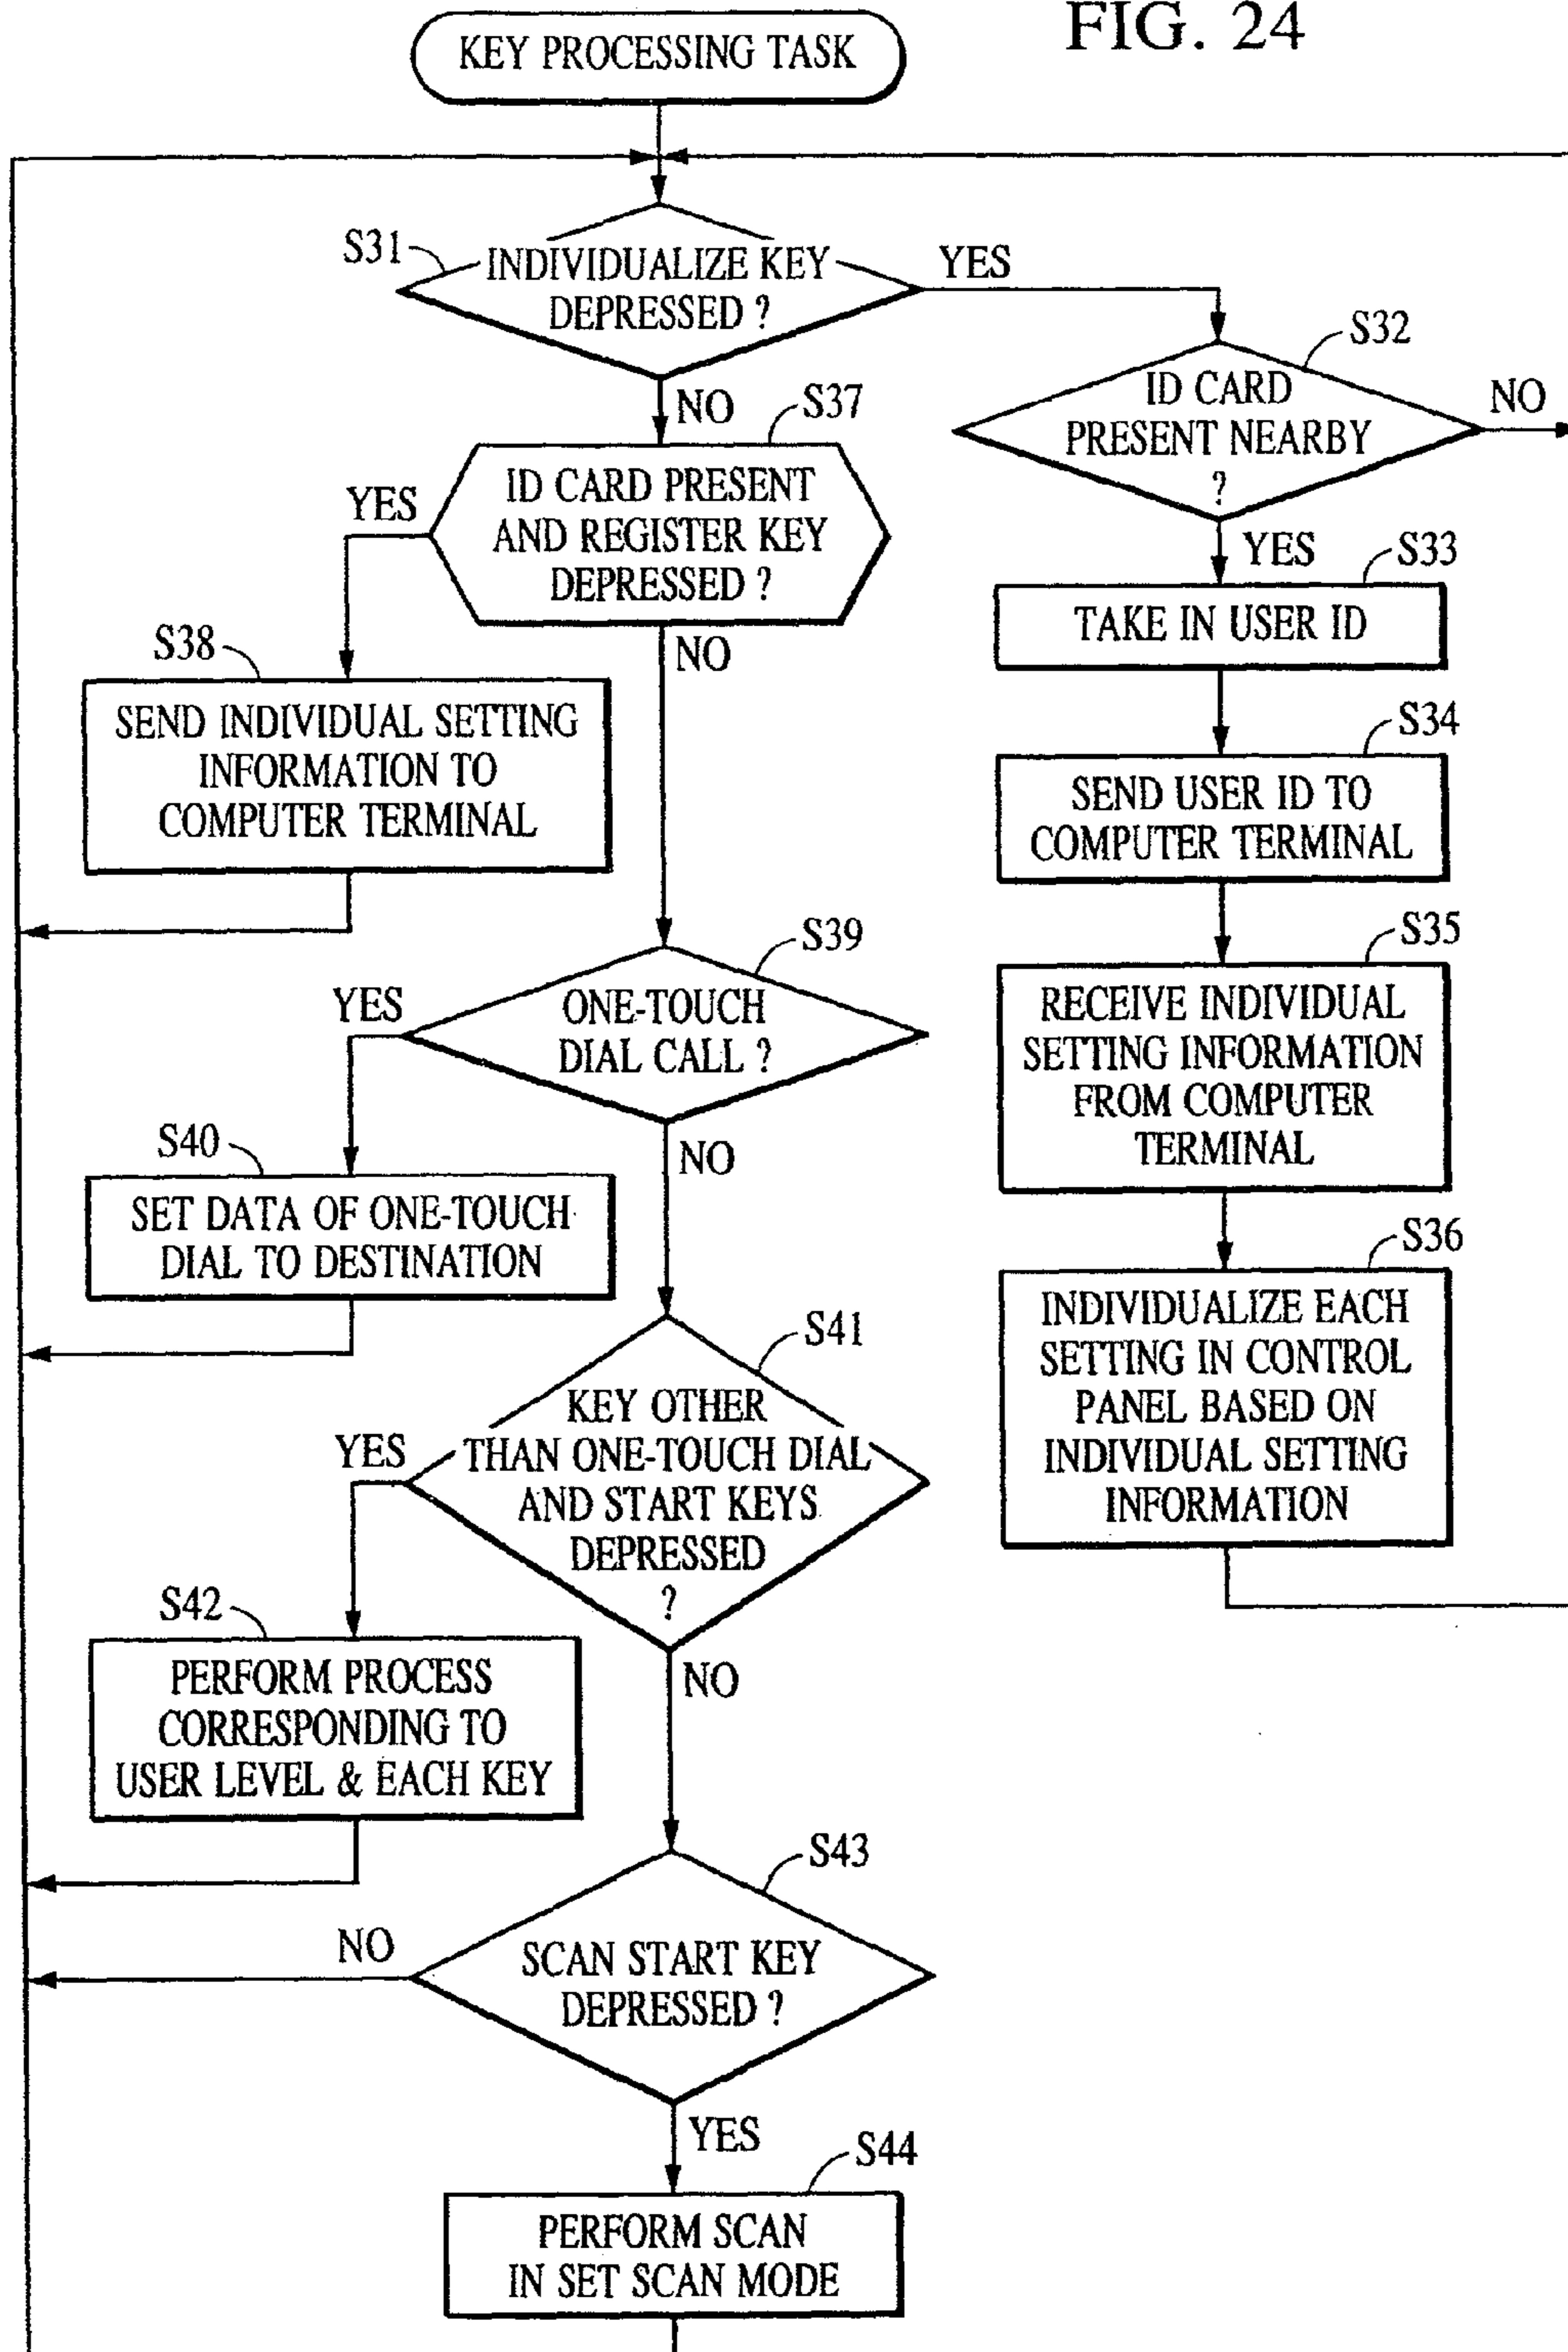 FIG. 24
KEY PROCESSING TASK
S31
INDIVIDUALIZE KEY
DEPRESSED ?
YES
NO
S32
ID CARD
PRESENT NEARBY
?
NO
YES
S33
TAKE IN USER ID
S34
SEND USER ID TO
COMPUTER TERMINAL
S35
RECEIVE INDIVIDUAL
SETTING INFORMATION
FROM COMPUTER
TERMINAL
S36
INDIVIDUALIZE EACH
SETTING IN CONTROL
PANEL BASED ON
INDIVIDUAL SETTING
INFORMATION
S37
ID CARD PRESENT
AND REGISTER KEY
DEPRESSED ?
YES
NO
S38
SEND INDIVIDUAL SETTING
INFORMATION TO
COMPUTER TERMINAL
S39
ONE-TOUCH
DIAL CALL ?
YES
NO
S40
SET DATA OF ONE-TOUCH
DIAL TO DESTINATION
S41
KEY OTHER
THAN ONE-TOUCH DIAL
AND START KEYS
DEPRESSED
?
YES
NO
S42
PERFORM PROCESS
CORRESPONDING TO
USER LEVEL & EACH KEY
S43
SCAN START KEY
DEPRESSED ?
NO
YES
S44
PERFORM SCAN
IN SET SCAN MODE